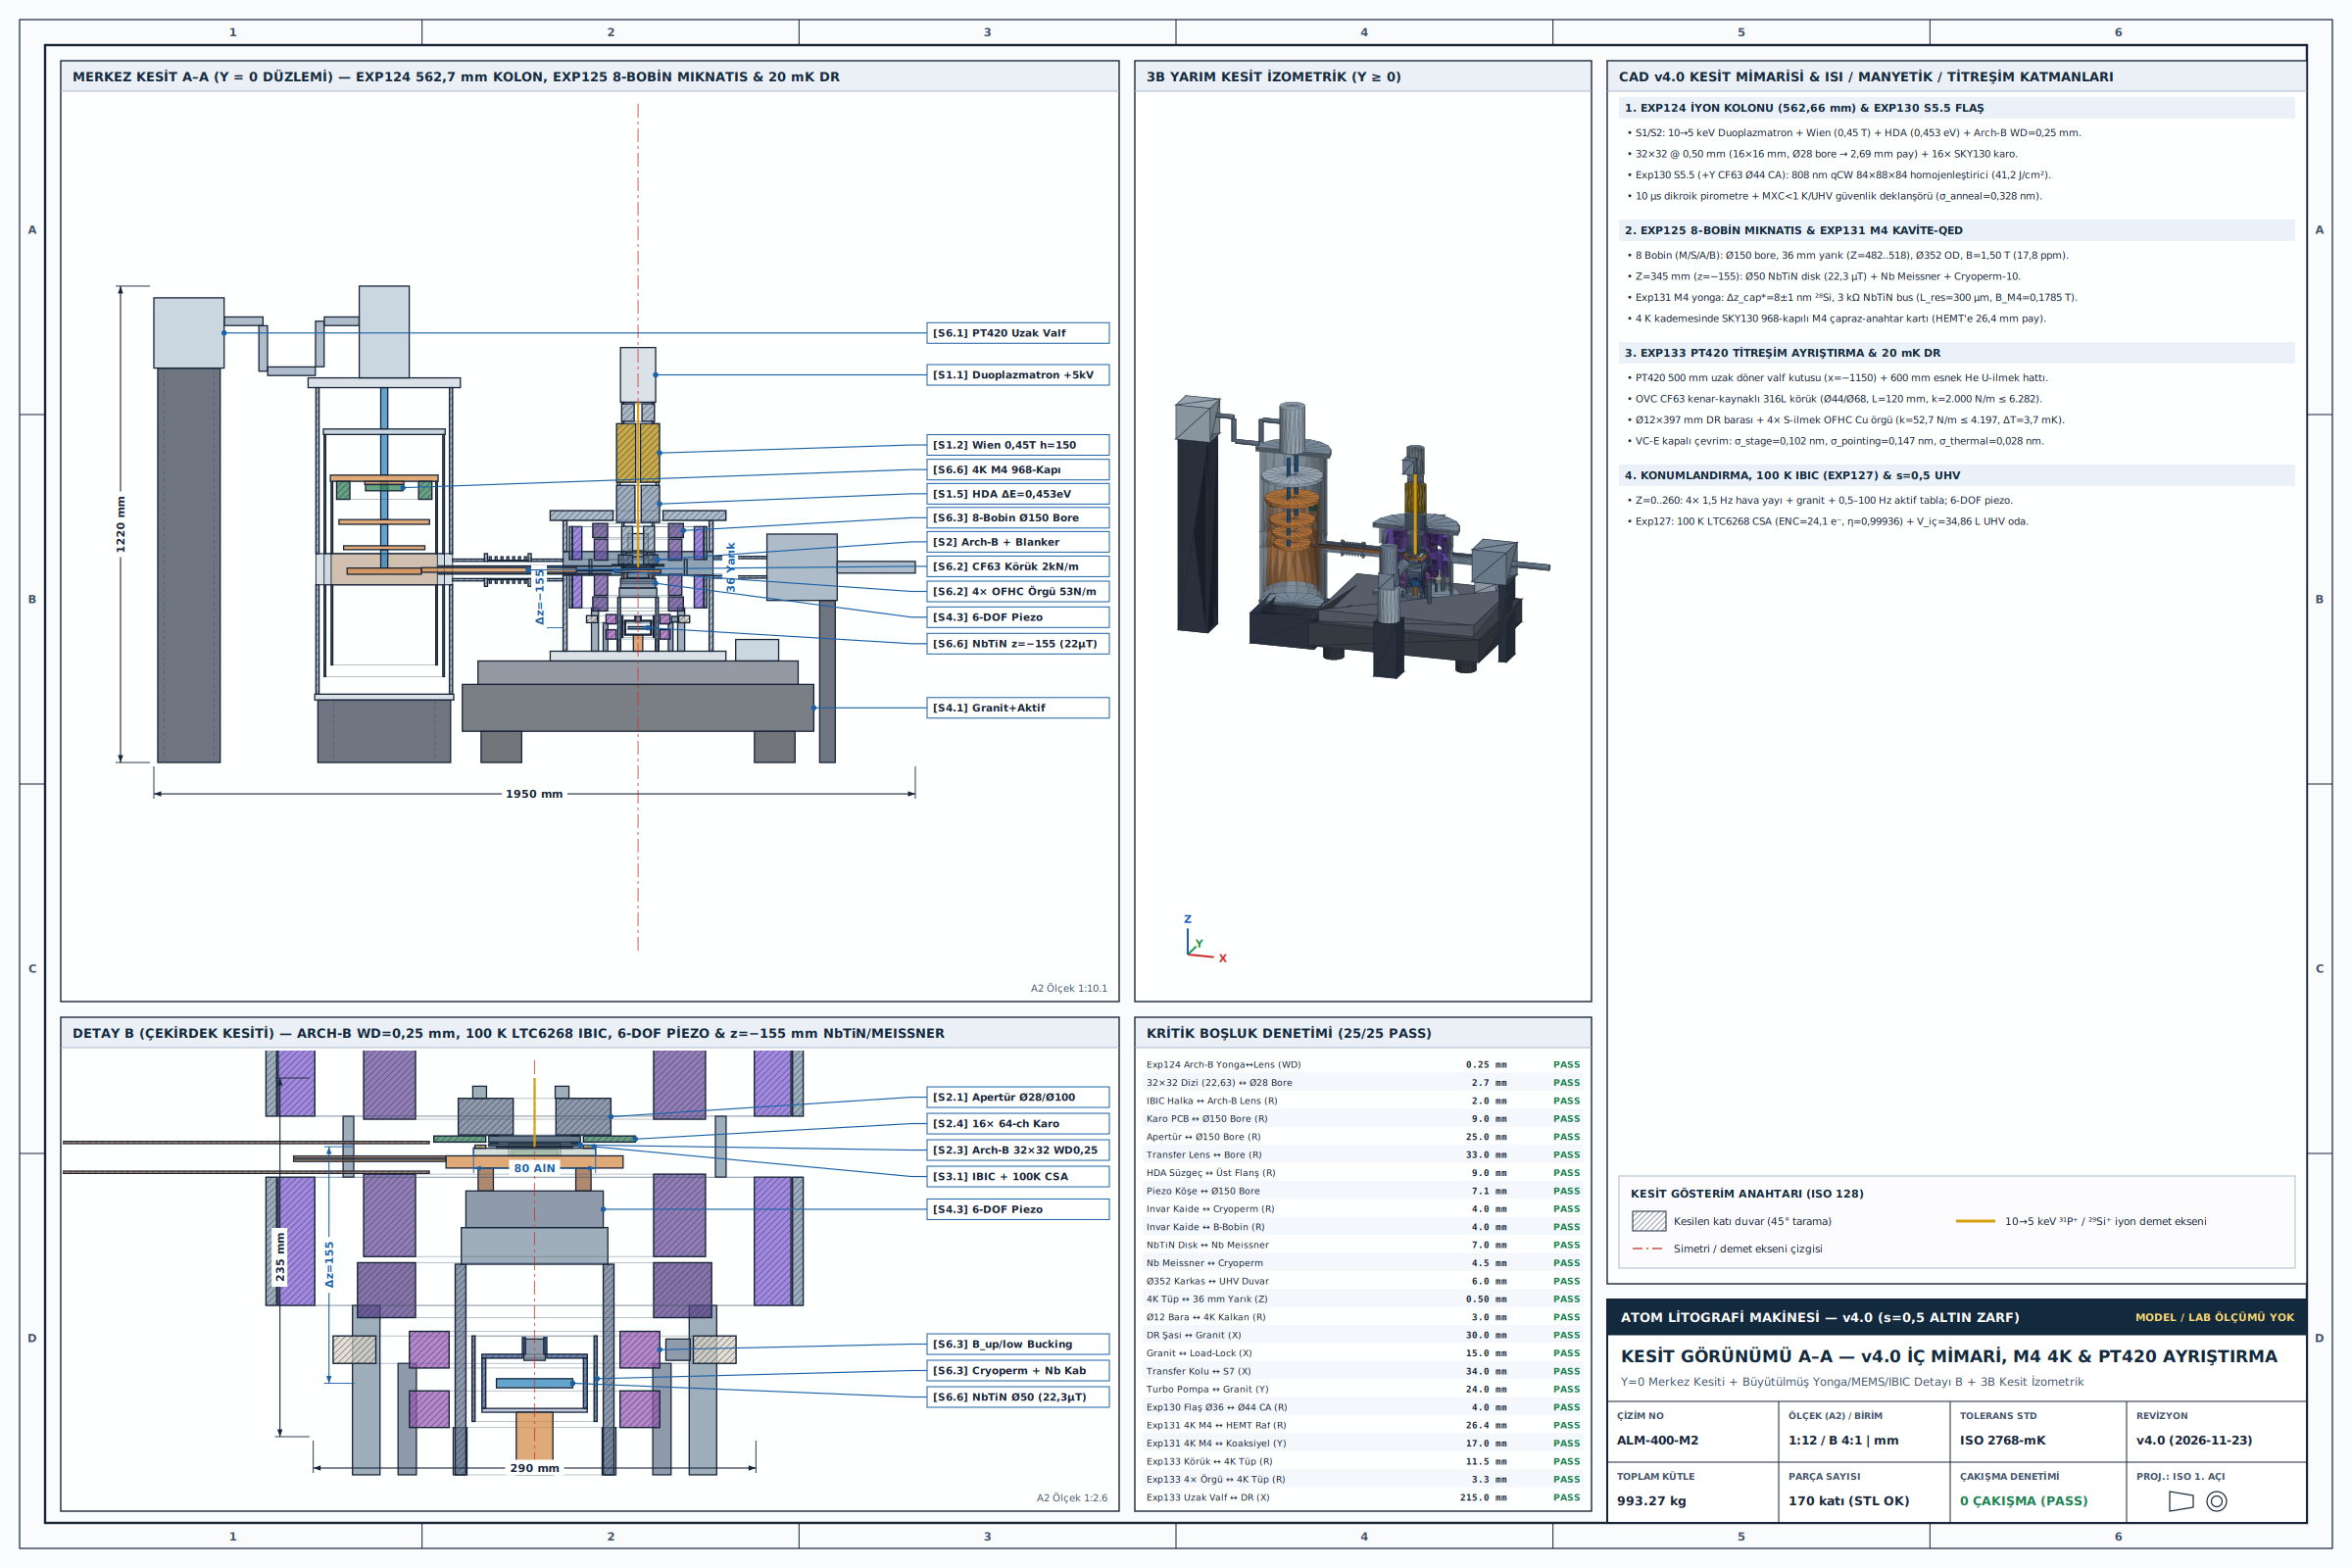 1 2 3 4 5 6
A
B
C
D
MERKEZ KESİT A–A (Y = 0 DÜZLEMİ) — EXP124 562,7 mm KOLON, EXP125 8-BOBİN MIKNATIS & 20 mK DR
1220 mm
1950 mm
Δz=−155
36 Yarık
[S6.1] PT420 Uzak Valf
[S1.1] Duoplazmatron +5kV
[S1.2] Wien 0,45T h=150
[S6.6] 4K M4 968-Kapı
[S1.5] HDA ΔE=0,453eV
[S6.3] 8-Bobin Ø150 Bore
[S2] Arch-B + Blanker
[S6.2] CF63 Körük 2kN/m
[S6.2] 4× OFHC Örgü 53N/m
[S4.3] 6-DOF Piezo
[S6.6] NbTiN z=−155 (22µT)
[S4.1] Granit+Aktif
A2 Ölçek 1:10.1
3B YARIM KESİT İZOMETRİK (Y ≥ 0)
Z
Y
X
CAD v4.0 KESİT MİMARİSİ & ISI / MANYETİK / TİTREŞİM KATMANLARI
1. EXP124 İYON KOLONU (562,66 mm) & EXP130 S5.5 FLAŞ
• S1/S2: 10→5 keV Duoplazmatron + Wien (0,45 T) + HDA (0,453 eV) + Arch-B WD=0,25 mm.
• 32×32 @ 0,50 mm (16×16 mm, Ø28 bore → 2,69 mm pay) + 16× SKY130 karo.
• Exp130 S5.5 (+Y CF63 Ø44 CA): 808 nm qCW 84×88×84 homojenleştirici (41,2 J/cm²).
• 10 µs dikroik pirometre + MXC<1 K/UHV güvenlik deklanşörü (σ_anneal=0,328 nm).
2. EXP125 8-BOBİN MIKNATIS & EXP131 M4 KAVİTE-QED
• 8 Bobin (M/S/A/B): Ø150 bore, 36 mm yarık (Z=482..518), Ø352 OD, B=1,50 T (17,8 ppm).
• Z=345 mm (z=−155): Ø50 NbTiN disk (22,3 µT) + Nb Meissner + Cryoperm-10.
• Exp131 M4 yonga: Δz_cap*=8±1 nm ²⁸Si, 3 kΩ NbTiN bus (L_res=300 µm, B_M4=0,1785 T).
• 4 K kademesinde SKY130 968-kapılı M4 çapraz-anahtar kartı (HEMT'e 26,4 mm pay).
3. EXP133 PT420 TİTREŞİM AYRIŞTIRMA & 20 mK DR
• PT420 500 mm uzak döner valf kutusu (x=−1150) + 600 mm esnek He U-ilmek hattı.
• OVC CF63 kenar-kaynaklı 316L körük (Ø44/Ø68, L=120 mm, k=2.000 N/m ≤ 6.282).
• Ø12×397 mm DR barası + 4× S-ilmek OFHC Cu örgü (k=52,7 N/m ≤ 4.197, ΔT=3,7 mK).
• VC-E kapalı çevrim: σ_stage=0,102 nm, σ_pointing=0,147 nm, σ_thermal=0,028 nm.
4. KONUMLANDIRMA, 100 K IBIC (EXP127) & s=0,5 UHV
• Z=0..260: 4× 1,5 Hz hava yayı + granit + 0,5–100 Hz aktif tabla; 6-DOF piezo.
• Exp127: 100 K LTC6268 CSA (ENC=24,1 e⁻, η=0,99936) + V_iç=34,86 L UHV oda.
KESİT GÖSTERİM ANAHTARI (ISO 128)
Kesilen katı duvar (45° tarama)
10→5 keV ³¹P⁺ / ²⁹Si⁺ iyon demet ekseni
Simetri / demet ekseni çizgisi
DETAY B (ÇEKİRDEK KESİTİ) — ARCH-B WD=0,25 mm, 100 K LTC6268 IBIC, 6-DOF PİEZO & z=−155 mm NbTiN/MEISSNER
235 mm
Δz=155
80 AlN
290 mm
[S2.1] Apertür Ø28/Ø100
[S2.4] 16× 64-ch Karo
[S2.3] Arch-B 32×32 WD0,25
[S3.1] IBIC + 100K CSA
[S4.3] 6-DOF Piezo
[S6.3] B_up/low Bucking
[S6.3] Cryoperm + Nb Kab
[S6.6] NbTiN Ø50 (22,3µT)
A2 Ölçek 1:2.6
KRİTİK BOŞLUK DENETİMİ (25/25 PASS)
Exp124 Arch-B Yonga↔Lens (WD) 0.25 mm PASS
32×32 Dizi (22,63) ↔ Ø28 Bore 2.7 mm PASS
IBIC Halka ↔ Arch-B Lens (R) 2.0 mm PASS
Karo PCB ↔ Ø150 Bore (R) 9.0 mm PASS
Apertür ↔ Ø150 Bore (R) 25.0 mm PASS
Transfer Lens ↔ Bore (R) 33.0 mm PASS
HDA Süzgeç ↔ Üst Flanş (R) 9.0 mm PASS
Piezo Köşe ↔ Ø150 Bore 7.1 mm PASS
Invar Kaide ↔ Cryoperm (R) 4.0 mm PASS
Invar Kaide ↔ B-Bobin (R) 4.0 mm PASS
NbTiN Disk ↔ Nb Meissner 7.0 mm PASS
Nb Meissner ↔ Cryoperm 4.5 mm PASS
Ø352 Karkas ↔ UHV Duvar 6.0 mm PASS
4K Tüp ↔ 36 mm Yarık (Z) 0.50 mm PASS
Ø12 Bara ↔ 4K Kalkan (R) 3.0 mm PASS
DR Şasi ↔ Granit (X) 30.0 mm PASS
Granit ↔ Load-Lock (X) 15.0 mm PASS
Transfer Kolu ↔ S7 (X) 34.0 mm PASS
Turbo Pompa ↔ Granit (Y) 24.0 mm PASS
Exp130 Flaş Ø36 ↔ Ø44 CA (R) 4.0 mm PASS
Exp131 4K M4 ↔ HEMT Raf (R) 26.4 mm PASS
Exp131 4K M4 ↔ Koaksiyel (Y) 17.0 mm PASS
Exp133 Körük ↔ 4K Tüp (R) 11.5 mm PASS
Exp133 4× Örgü ↔ 4K Tüp (R) 3.3 mm PASS
Exp133 Uzak Valf ↔ DR (X) 215.0 mm PASS
ATOM LİTOGRAFİ MAKİNESİ — v4.0 (s=0,5 ALTIN ZARF) MODEL / LAB ÖLÇÜMÜ YOK
KESİT GÖRÜNÜMÜ A–A — v4.0 İÇ MİMARİ, M4 4K & PT420 AYRIŞTIRMA
Y=0 Merkez Kesiti + Büyütülmüş Yonga/MEMS/IBIC Detayı B + 3B Kesit İzometrik
ÇİZİM NO ÖLÇEK (A2) / BİRİM TOLERANS STD REVİZYON
ALM-400-M2 1:12 / B 4:1 | mm ISO 2768-mK v4.0 (2026-11-23)
TOPLAM KÜTLE PARÇA SAYISI ÇAKIŞMA DENETİMİ PROJ.: ISO 1. AÇI
993.27 kg 170 katı (STL OK) 0 ÇAKIŞMA (PASS)
A
B
C
D
1 2 3 4 5 6